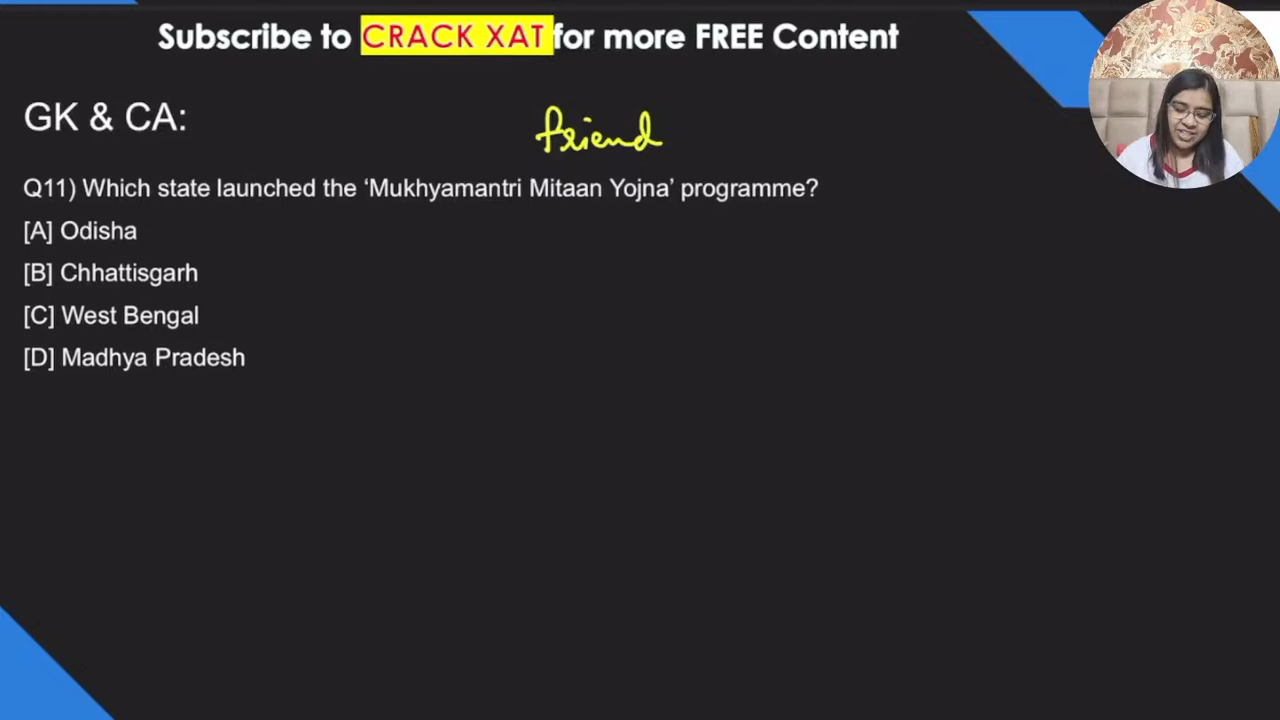 Subscribe to CRACK XAT for more FREE Content
GK & CA:
friend
Q11) Which state launched the ‘Mukhyamantri Mitaan Yojna’ programme?
[A] Odisha
[B] Chhattisgarh
[C] West Bengal
[D] Madhya Pradesh